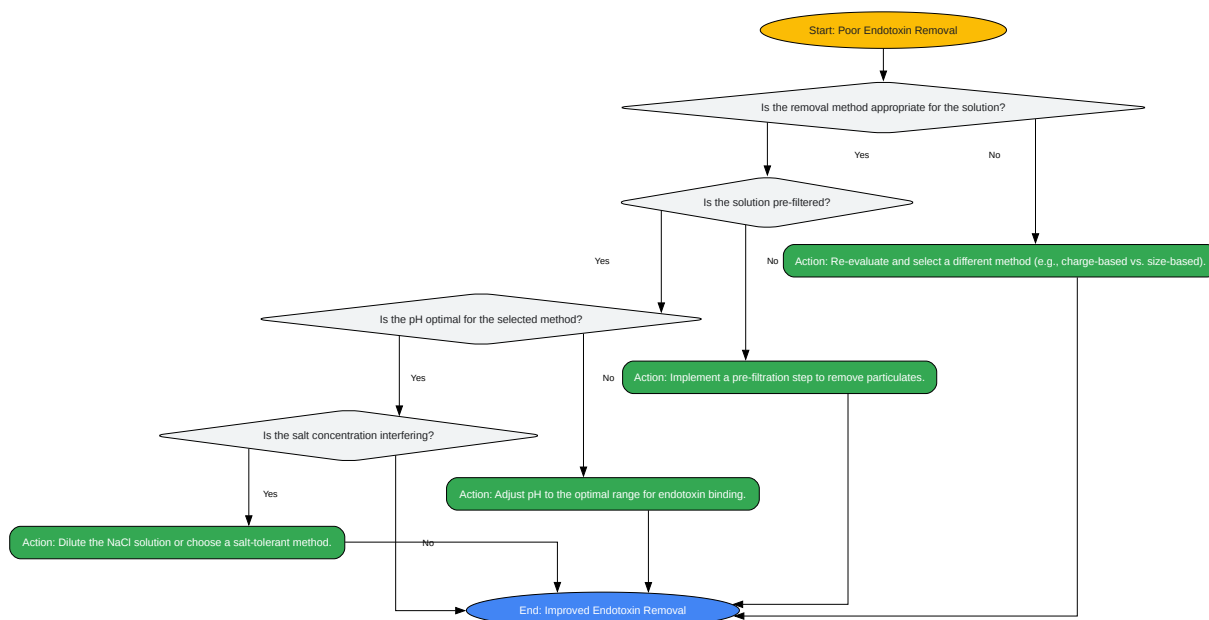 Start: Poor Endotoxin Removal
Is the removal method appropriate for the solution?
Yes
No
Is the solution pre-filtered?
Yes
No
Action: Re-evaluate and select a different method (e.g., charge-based vs. size-based).
Is the pH optimal for the selected method?
Yes
No
Action: Implement a pre-filtration step to remove particulates.
Is the salt concentration interfering?
Yes
Action: Adjust pH to the optimal range for endotoxin binding.
Action: Dilute the NaCl solution or choose a salt-tolerant method.
No
End: Improved Endotoxin Removal